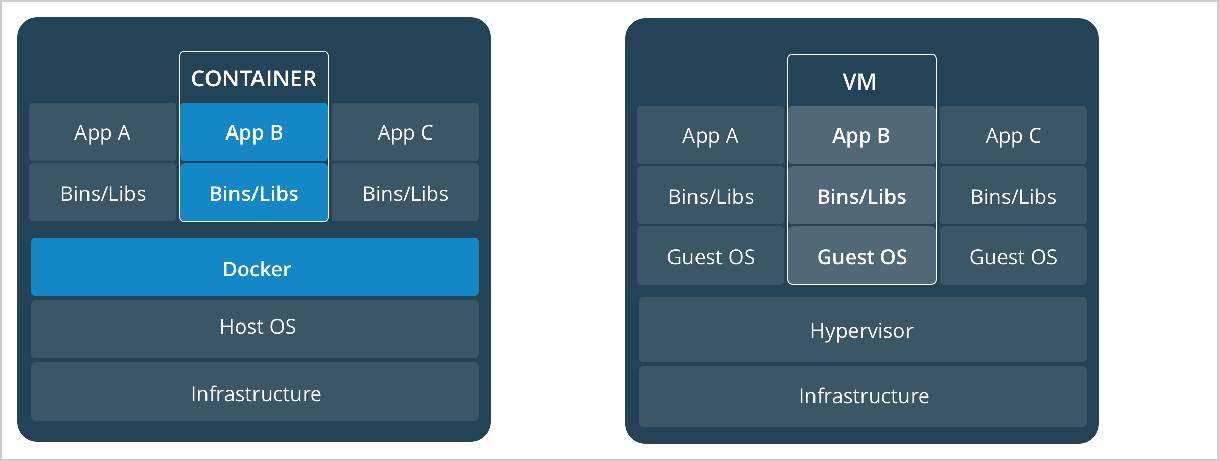 CONTAINER
App A
App B
App C
Bins/Libs
Bins/Libs
Bins/Libs
Docker
Host OS
Infrastructure
VM
App A
App B
App C
Bins/Libs
Bins/Libs
Bins/Libs
Guest OS
Guest OS
Guest OS
Hypervisor
Infrastructure